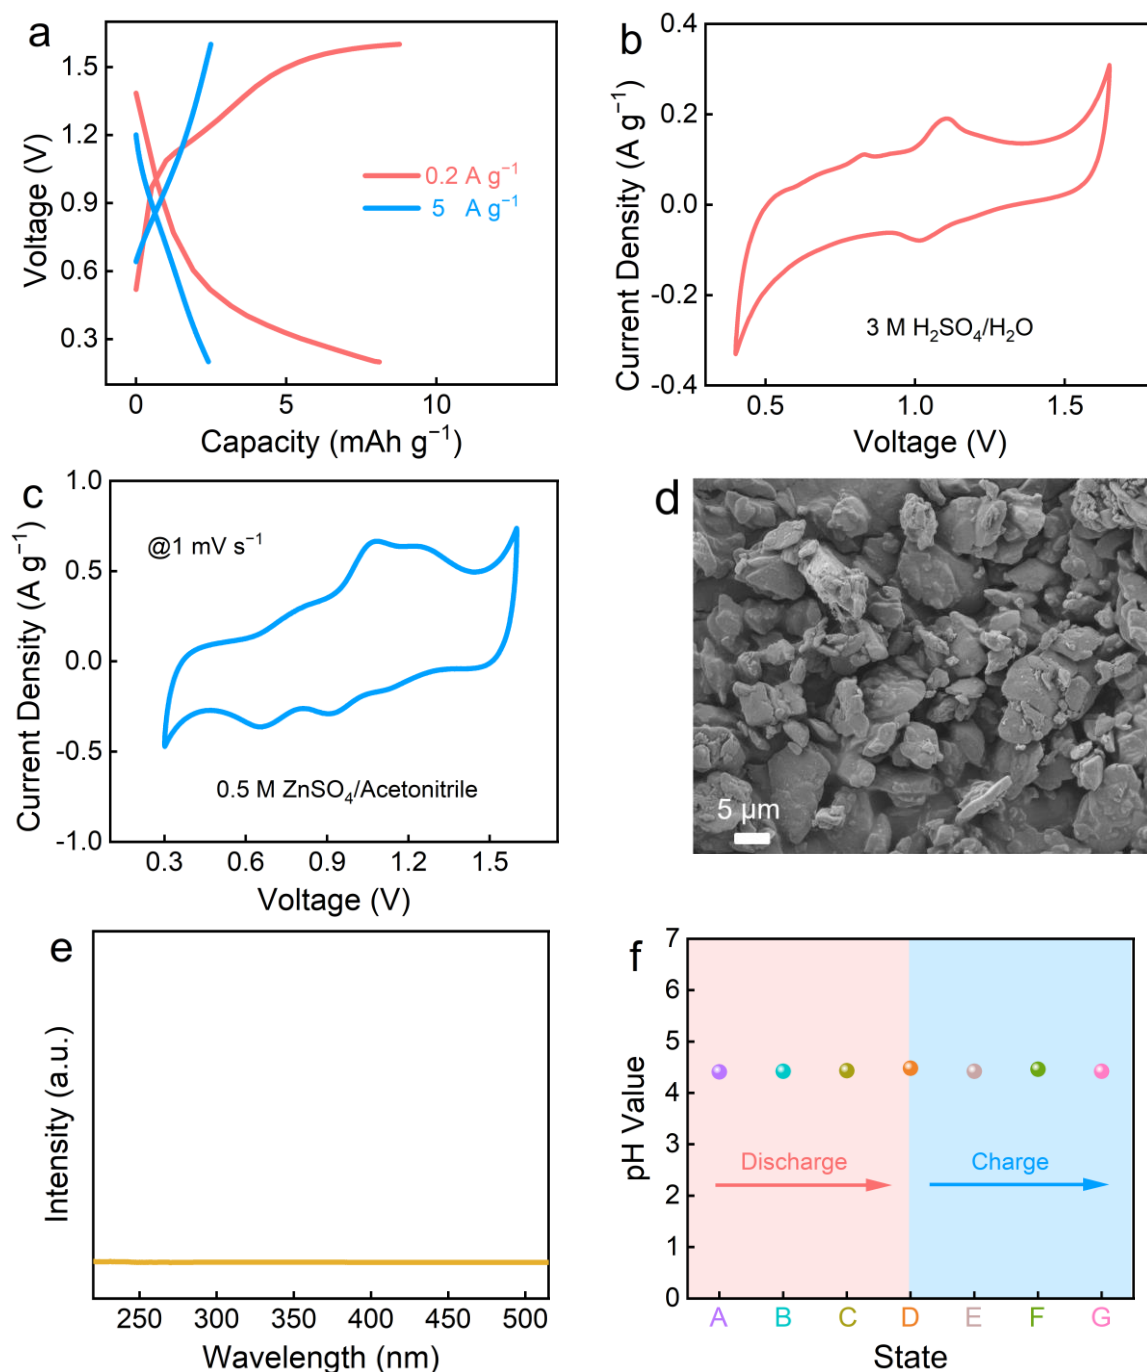 a
1.5
1.2
0.9
0.6
0.3
Voltage (V)
0.2 A g⁻¹
5 A g⁻¹
0 5 10
Capacity (mAh g⁻¹)
b
0.4
0.2
0.0
-0.2
-0.4
Current Density (A g⁻¹)
3 M H₂SO₄/H₂O
0.5 1.0 1.5
Voltage (V)
c
1.0
0.5
0.0
-0.5
-1.0
Current Density (A g⁻¹)
@1 mV s⁻¹
0.5 M ZnSO₄/Acetonitrile
0.3 0.6 0.9 1.2 1.5
Voltage (V)
d
5 μm
e
Intensity (a.u.)
250 300 350 400 450 500
Wavelength (nm)
f
7
6
5
4
3
2
1
0
pH Value
Discharge
Charge
A B C D E F G
State